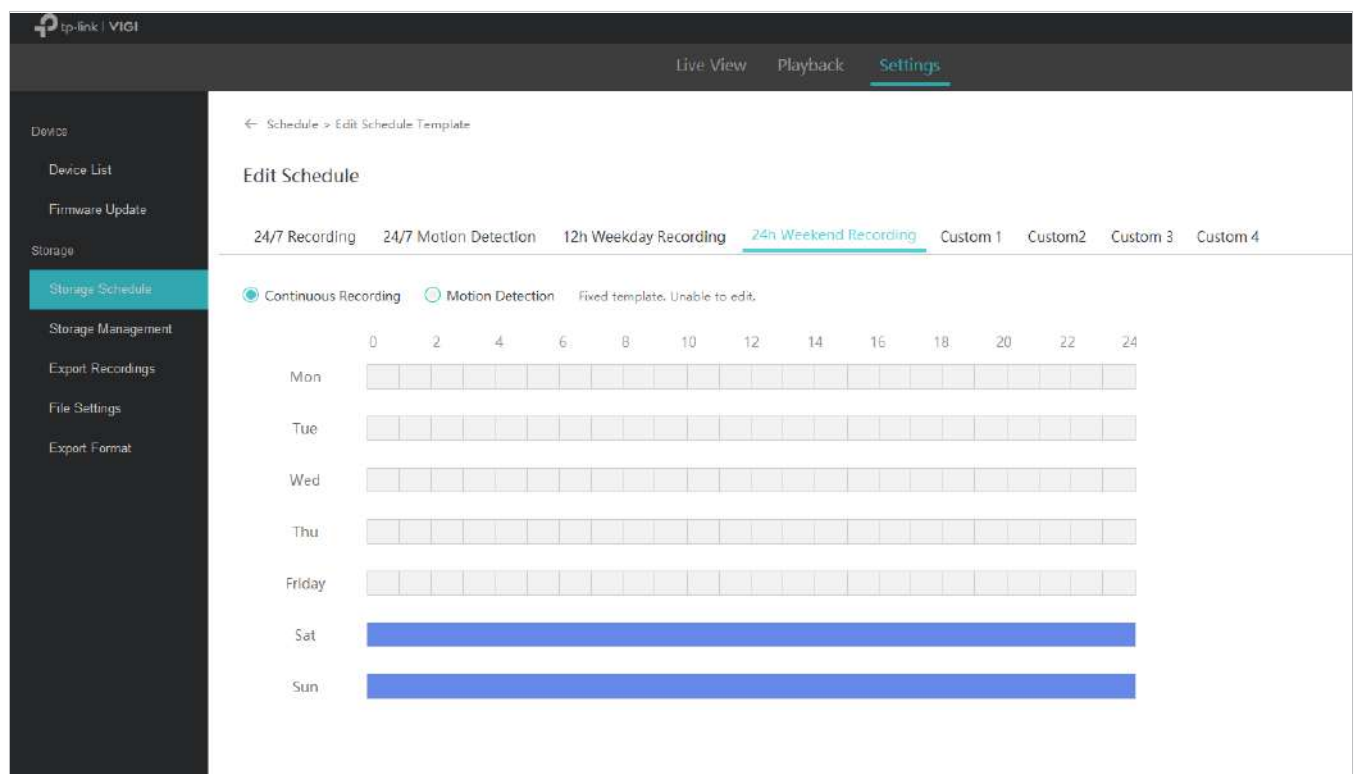 tp-link | VIGI
Live View Playback Settings
Device
Device List
Firmware Update
Storage
Storage Schedule
Storage Management
Export Recordings
File Settings
Export Format
← Schedule > Edit Schedule Template
Edit Schedule
24/7 Recording 24/7 Motion Detection 12h Weekday Recording 24h Weekend Recording Custom 1 Custom2 Custom 3 Custom 4
Continuous Recording Motion Detection Fixed template. Unable to edit.
0 2 4 6 8 10 12 14 16 18 20 22 24
Mon
Tue
Wed
Thu
Friday
Sat
Sun